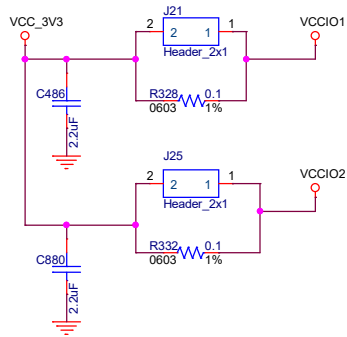 J21
VCC_3V3
VCCIO1
2
2
1
1
Header_2x1
C486
R328
0.1
0603
1%
2.2uF
J25
VCCIO2
2
2
1
1
Header_2x1
R332
0.1
0603
1%
C880
2.2uF